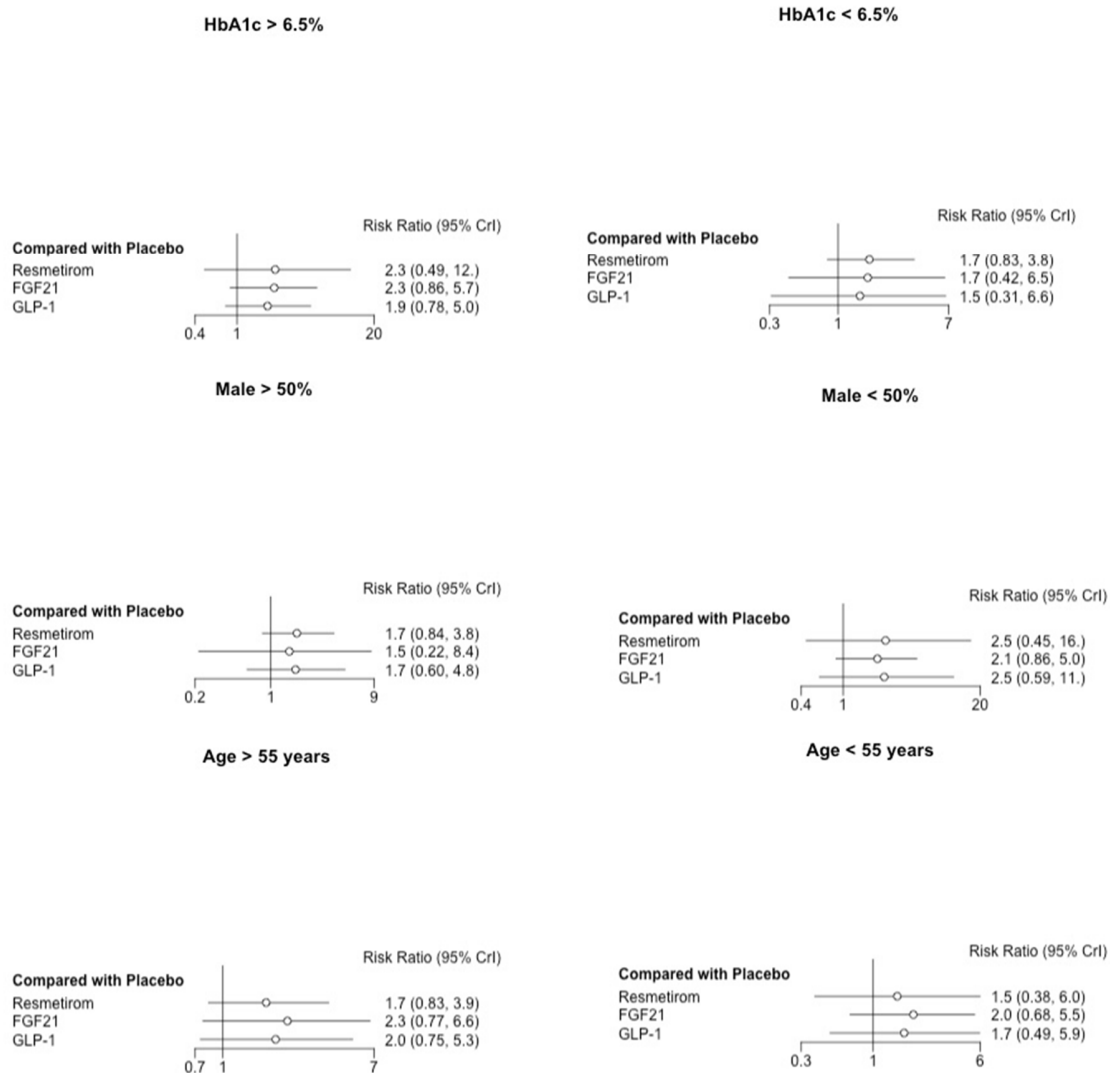 HbA1c > 6.5%
Risk Ratio (95% CrI)
Compared with Placebo
Resmetirom 2.3 (0.49, 12.)
FGF21 2.3 (0.86, 5.7)
GLP-1 1.9 (0.78, 5.0)
0.4 1 20
HbA1c < 6.5%
Risk Ratio (95% CrI)
Compared with Placebo
Resmetirom 1.7 (0.83, 3.8)
FGF21 1.7 (0.42, 6.5)
GLP-1 1.5 (0.31, 6.6)
0.3 1 7
Male > 50%
Risk Ratio (95% CrI)
Compared with Placebo
Resmetirom 1.7 (0.84, 3.8)
FGF21 1.5 (0.22, 8.4)
GLP-1 1.7 (0.60, 4.8)
0.2 1 9
Male < 50%
Risk Ratio (95% CrI)
Compared with Placebo
Resmetirom 2.5 (0.45, 16.)
FGF21 2.1 (0.86, 5.0)
GLP-1 2.5 (0.59, 11.)
0.4 1 20
Age > 55 years
Risk Ratio (95% CrI)
Compared with Placebo
Resmetirom 1.7 (0.83, 3.9)
FGF21 2.3 (0.77, 6.6)
GLP-1 2.0 (0.75, 5.3)
0.7 1 7
Age < 55 years
Risk Ratio (95% CrI)
Compared with Placebo
Resmetirom 1.5 (0.38, 6.0)
FGF21 2.0 (0.68, 5.5)
GLP-1 1.7 (0.49, 5.9)
0.3 1 6